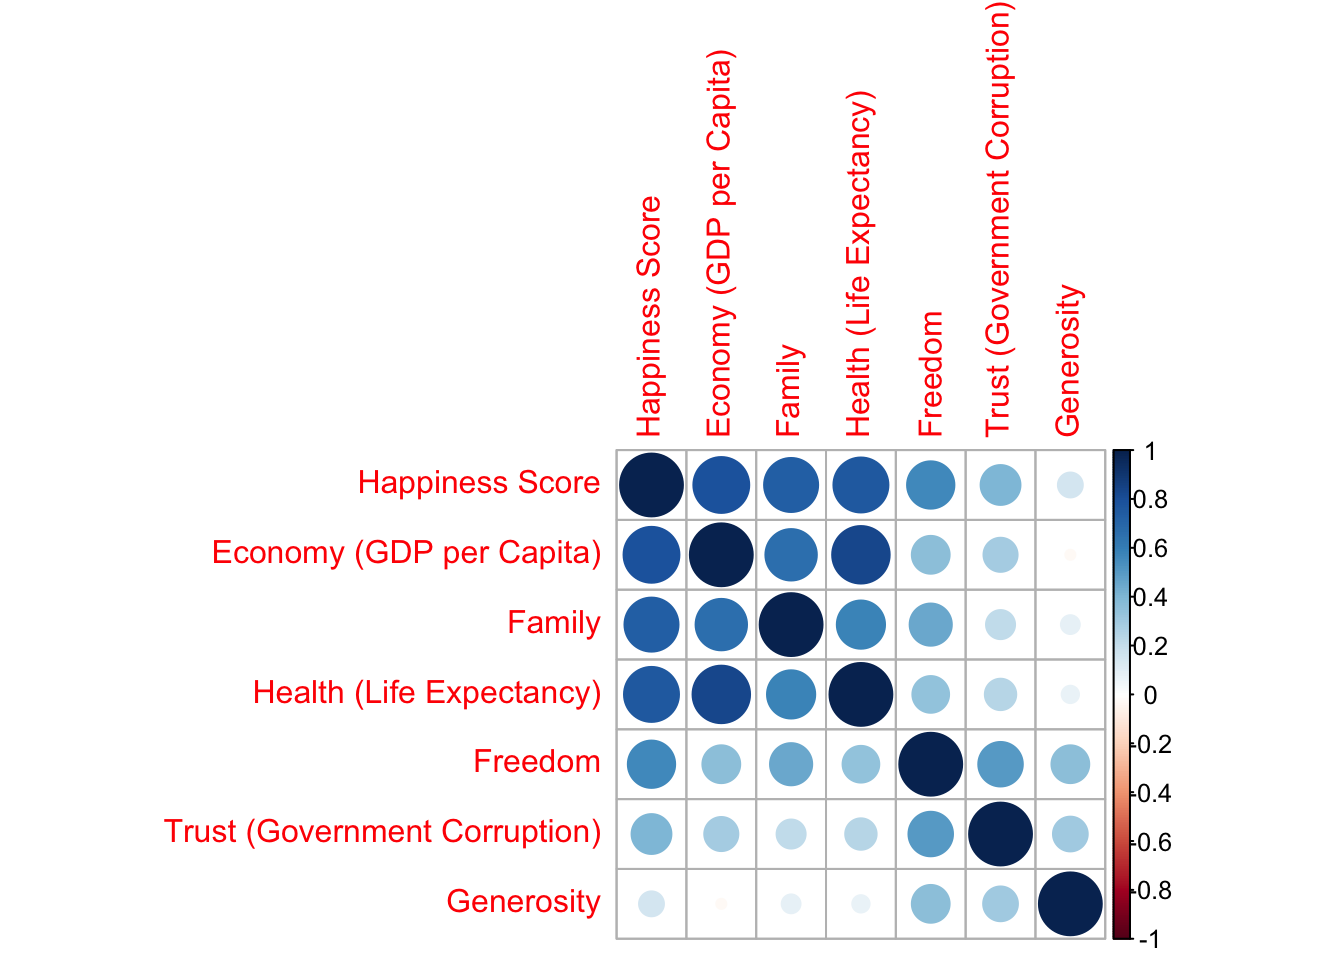 Happiness Score
Economy (GDP per Capita)
Family
Health (Life Expectancy)
Freedom
Trust (Government Corruption)
Generosity
Happiness Score
Economy (GDP per Capita)
Family
Health (Life Expectancy)
Freedom
Trust (Government Corruption)
Generosity
1
0.8
0.6
0.4
0.2
0
-0.2
-0.4
-0.6
-0.8
-1